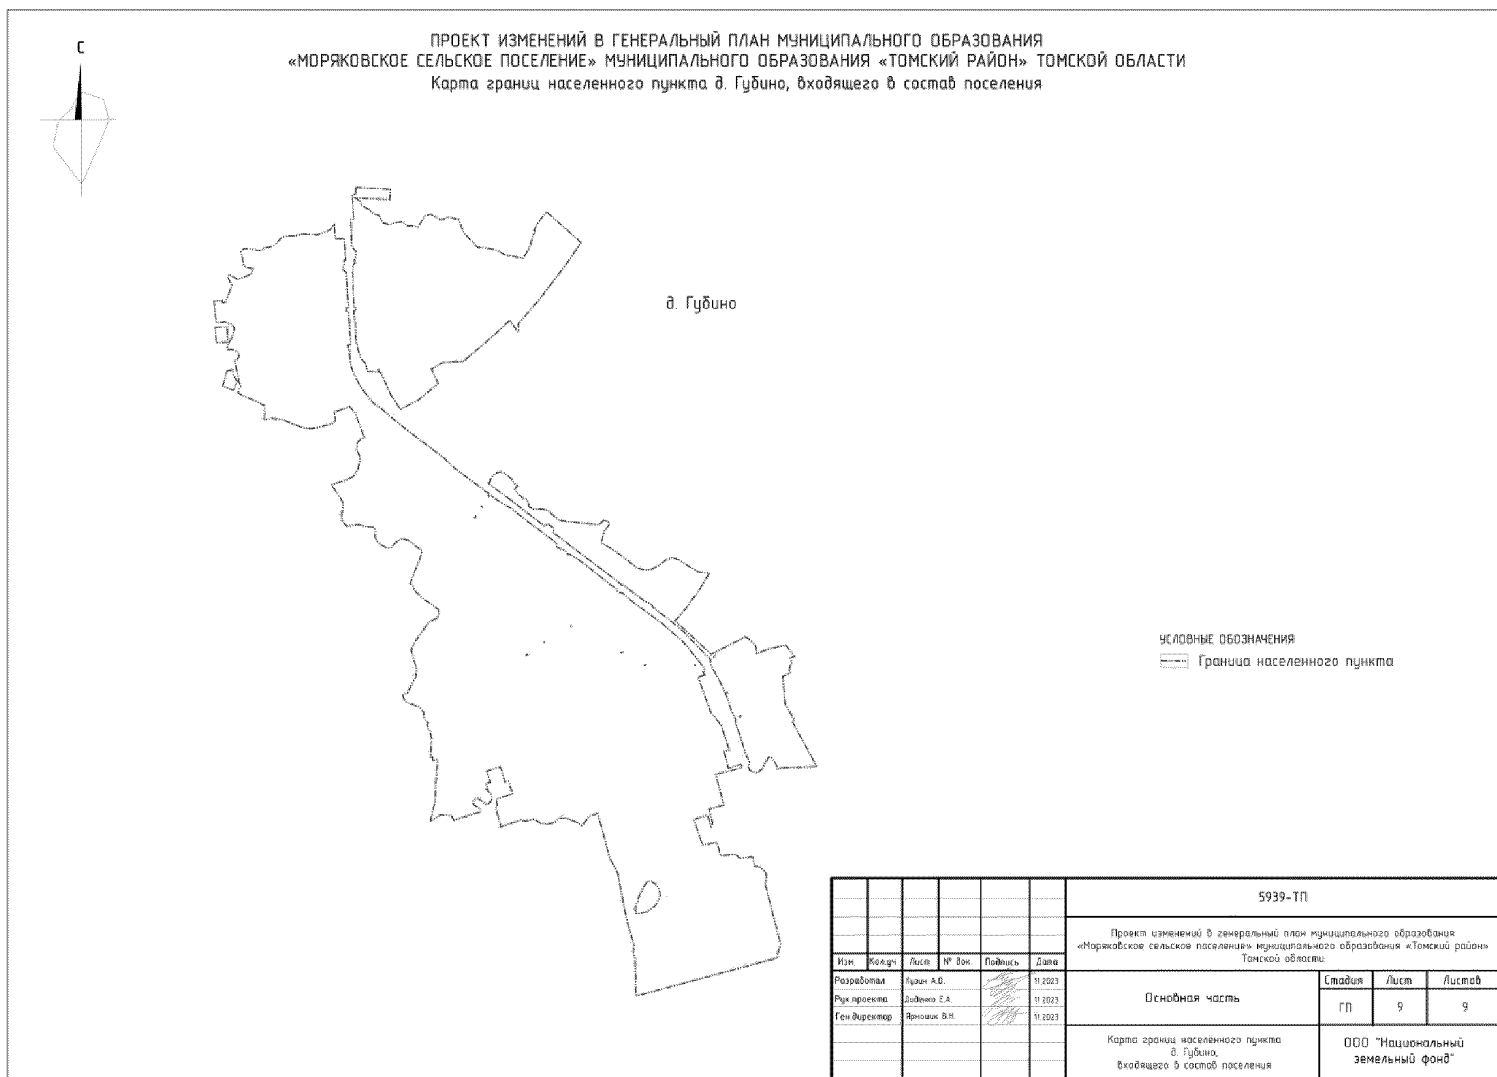 С
ПРОЕКТ ИЗМЕНЕНИЙ В ГЕНЕРАЛЬНЫЙ ПЛАН МУНИЦИПАЛЬНОГО ОБРАЗОВАНИЯ
«МОРЯКОВСКОЕ СЕЛЬСКОЕ ПОСЕЛЕНИЕ» МУНИЦИПАЛЬНОГО ОБРАЗОВАНИЯ «ТОМСКИЙ РАЙОН» ТОМСКОЙ ОБЛАСТИ
Карта границ населенного пункта д. Губино, входящего в состав поселения
д. Губино
УСЛОВНЫЕ ОБОЗНАЧЕНИЯ
Граница населенного пункта
5939-ТП
Проект изменений в генеральный план муниципального образования
«Моряковское сельское поселение» муниципального образования «Томский район»
Томской области
Изм. Кол.уч Лист № док. Подпись Дата
Разработал Кузин А.О. 11.2023
Рук.проекта Диденко Е.А. 11.2023
Ген.директор Ярмошик В.Н. 11.2023
Основная часть
Стадия Лист Листов
ГП 9 9
Карта границ населенного пункта
д. Губино,
входящего в состав поселения
ООО "Национальный
земельный фонд"